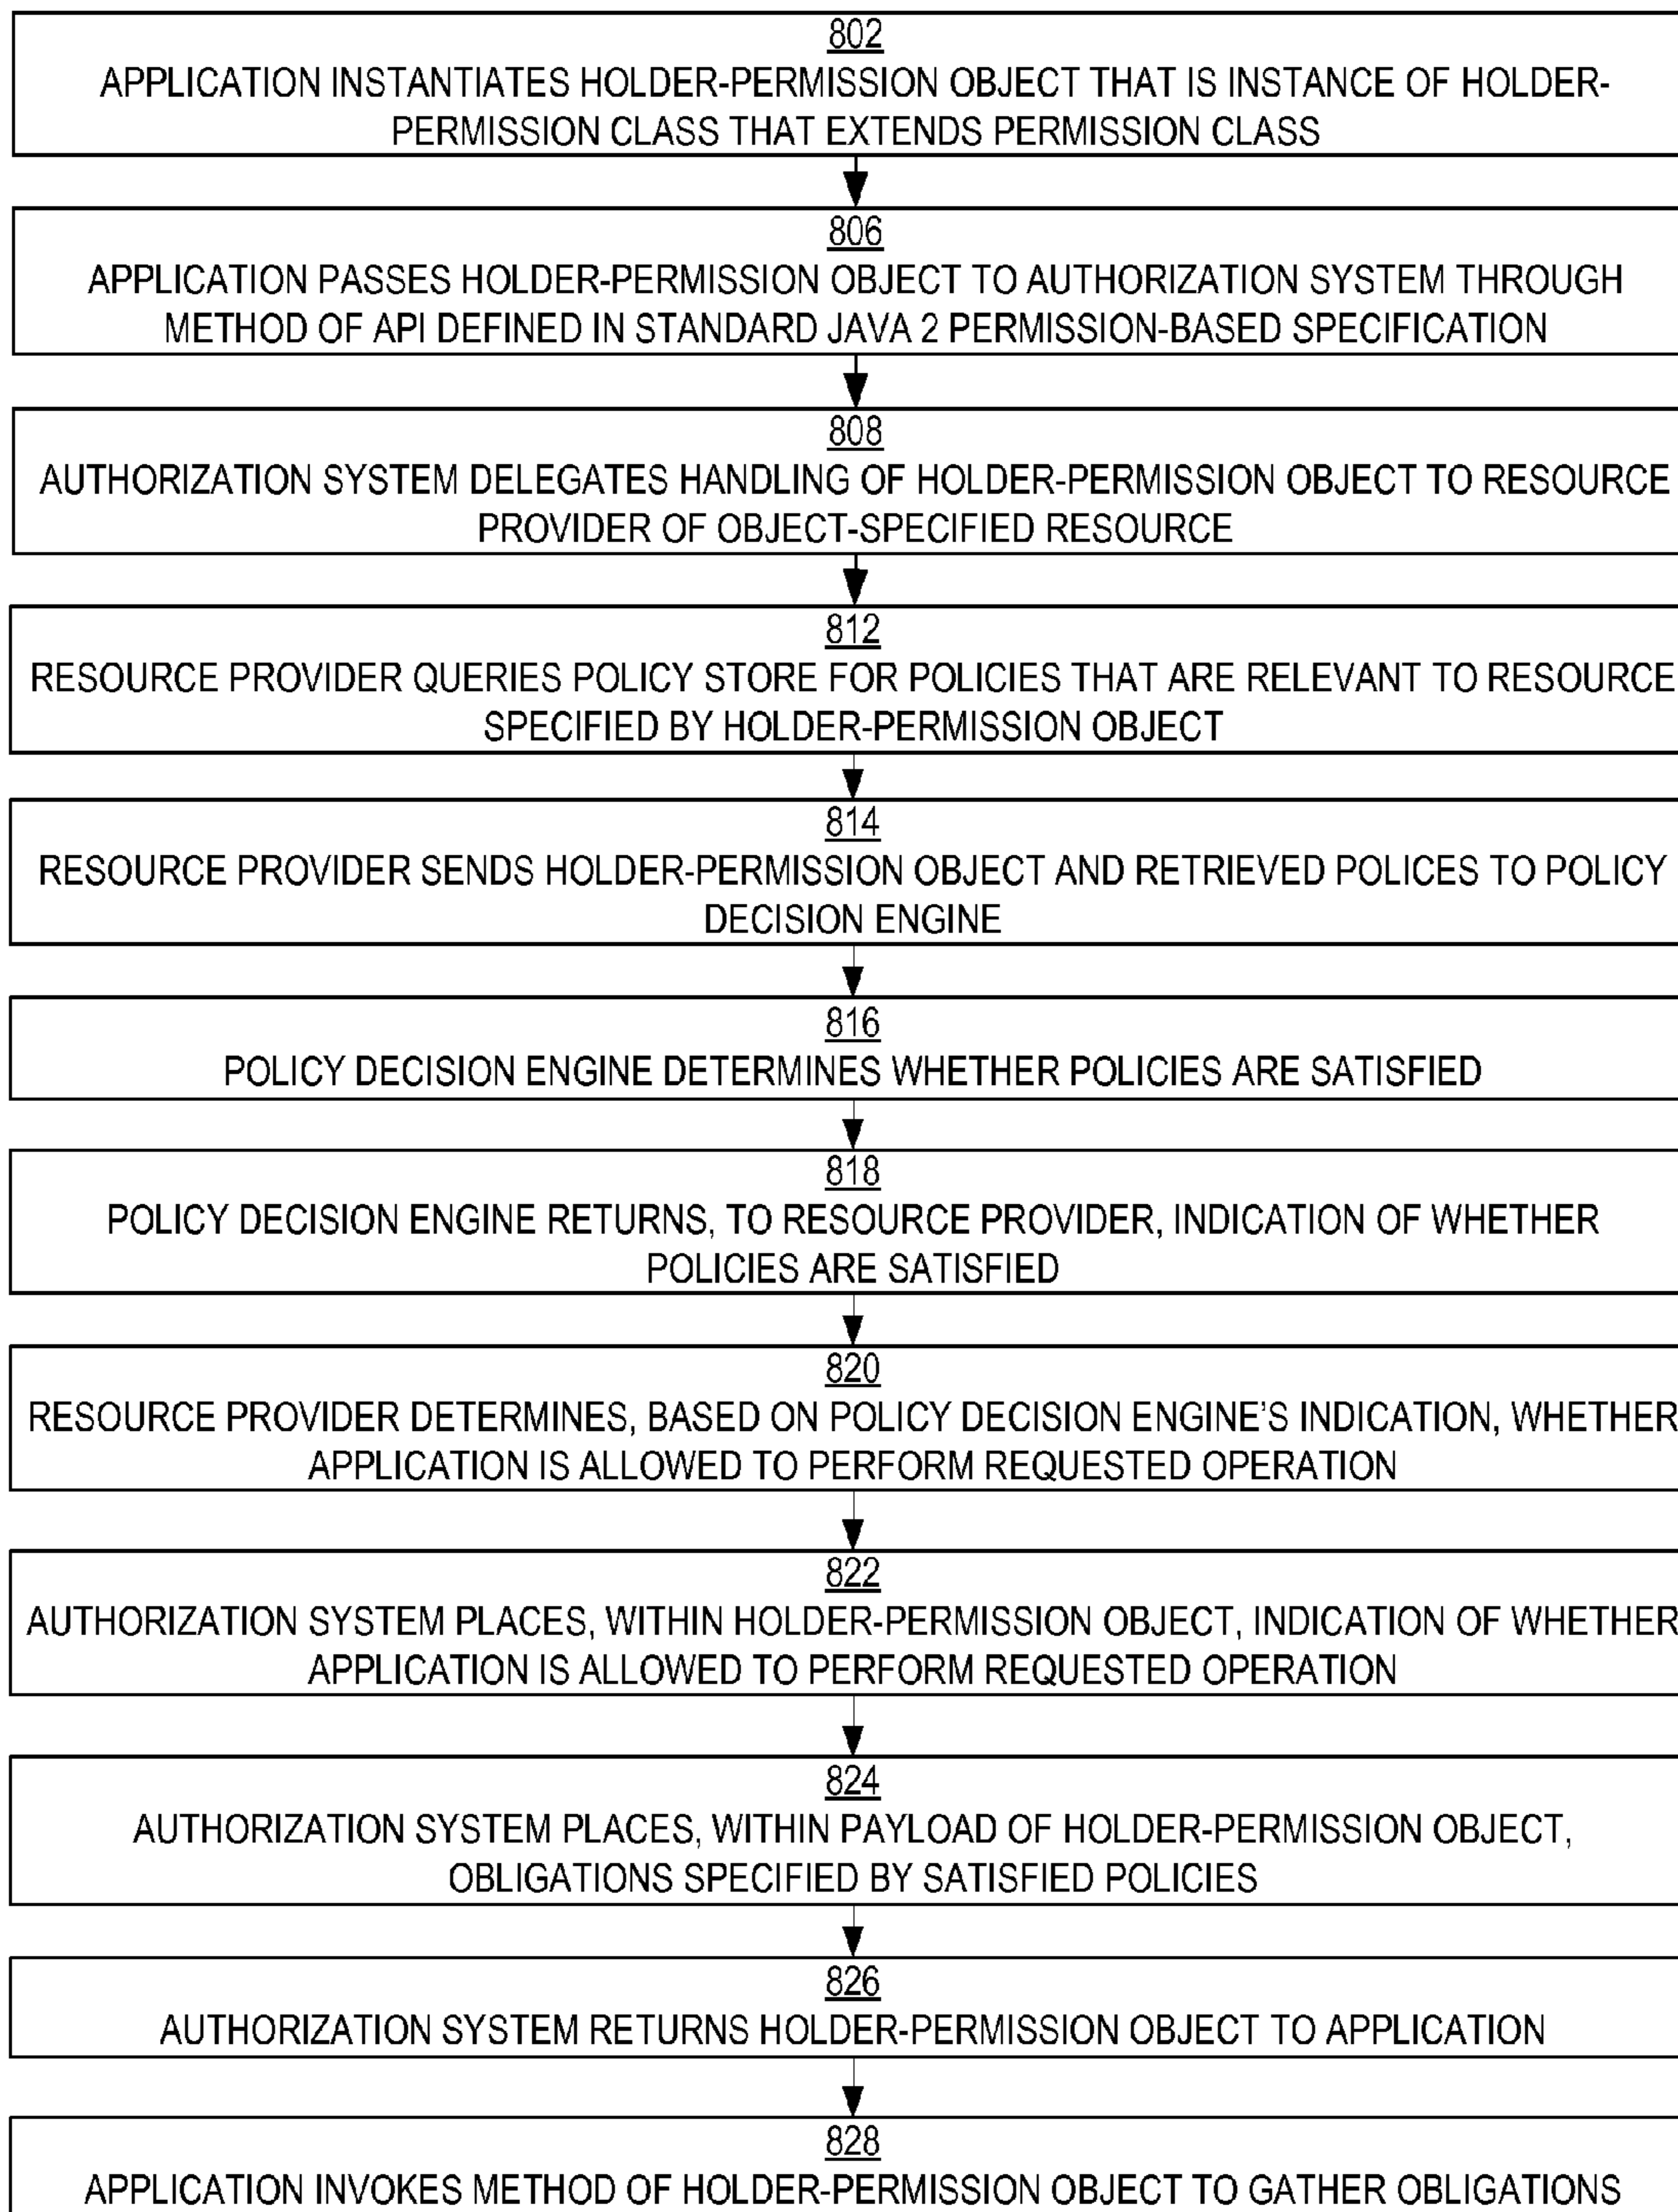 802
APPLICATION INSTANTIATES HOLDER-PERMISSION OBJECT THAT IS INSTANCE OF HOLDER-
PERMISSION CLASS THAT EXTENDS PERMISSION CLASS
806
APPLICATION PASSES HOLDER-PERMISSION OBJECT TO AUTHORIZATION SYSTEM THROUGH
METHOD OF API DEFINED IN STANDARD JAVA 2 PERMISSION-BASED SPECIFICATION
808
AUTHORIZATION SYSTEM DELEGATES HANDLING OF HOLDER-PERMISSION OBJECT TO RESOURCE
PROVIDER OF OBJECT-SPECIFIED RESOURCE
812
RESOURCE PROVIDER QUERIES POLICY STORE FOR POLICIES THAT ARE RELEVANT TO RESOURCE
SPECIFIED BY HOLDER-PERMISSION OBJECT
814
RESOURCE PROVIDER SENDS HOLDER-PERMISSION OBJECT AND RETRIEVED POLICES TO POLICY
DECISION ENGINE
816
POLICY DECISION ENGINE DETERMINES WHETHER POLICIES ARE SATISFIED
818
POLICY DECISION ENGINE RETURNS, TO RESOURCE PROVIDER, INDICATION OF WHETHER
POLICIES ARE SATISFIED
820
RESOURCE PROVIDER DETERMINES, BASED ON POLICY DECISION ENGINE'S INDICATION, WHETHER
APPLICATION IS ALLOWED TO PERFORM REQUESTED OPERATION
822
AUTHORIZATION SYSTEM PLACES, WITHIN HOLDER-PERMISSION OBJECT, INDICATION OF WHETHER
APPLICATION IS ALLOWED TO PERFORM REQUESTED OPERATION
824
AUTHORIZATION SYSTEM PLACES, WITHIN PAYLOAD OF HOLDER-PERMISSION OBJECT,
OBLIGATIONS SPECIFIED BY SATISFIED POLICIES
826
AUTHORIZATION SYSTEM RETURNS HOLDER-PERMISSION OBJECT TO APPLICATION
828
APPLICATION INVOKES METHOD OF HOLDER-PERMISSION OBJECT TO GATHER OBLIGATIONS